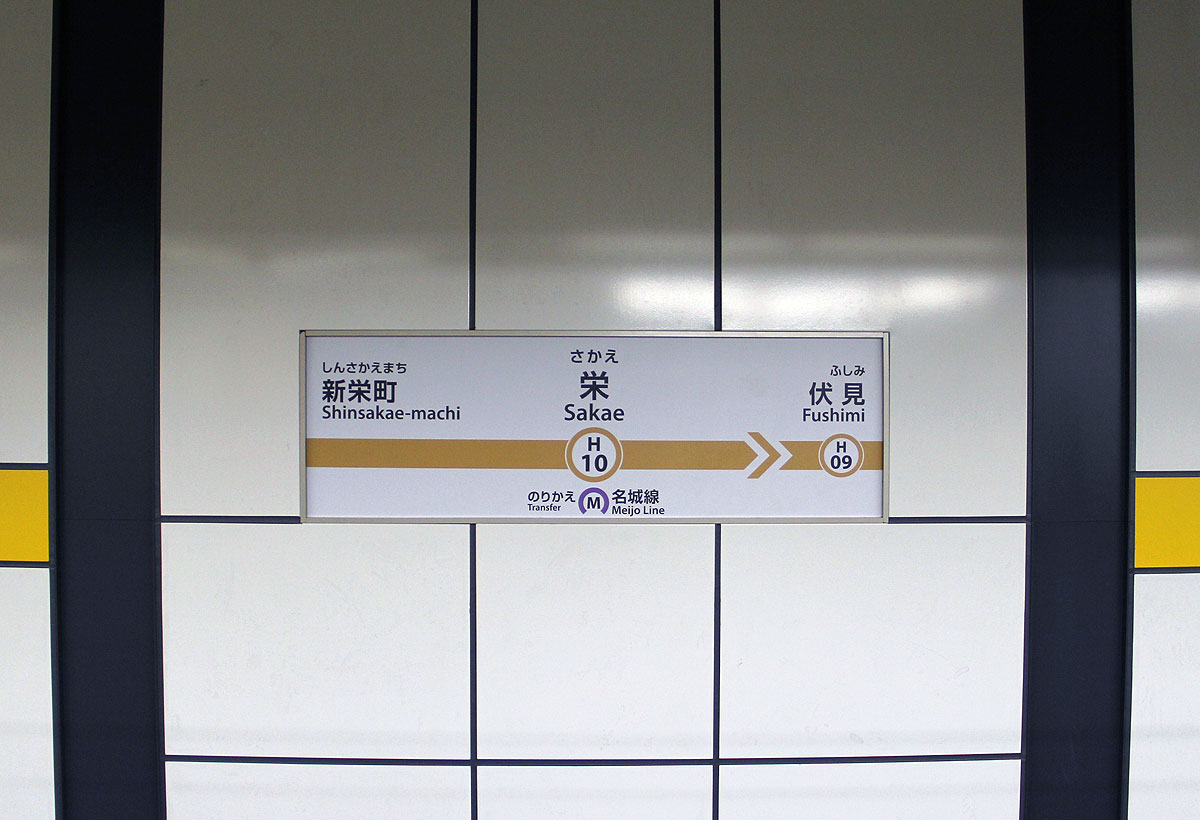 しんさかえまち
新栄町
Shinsakae-machi
さかえ
栄
Sakae
ふしみ
伏見
Fushimi
H
10
H
09
のりかえ
Transfer
M
名城線
Meijo Line